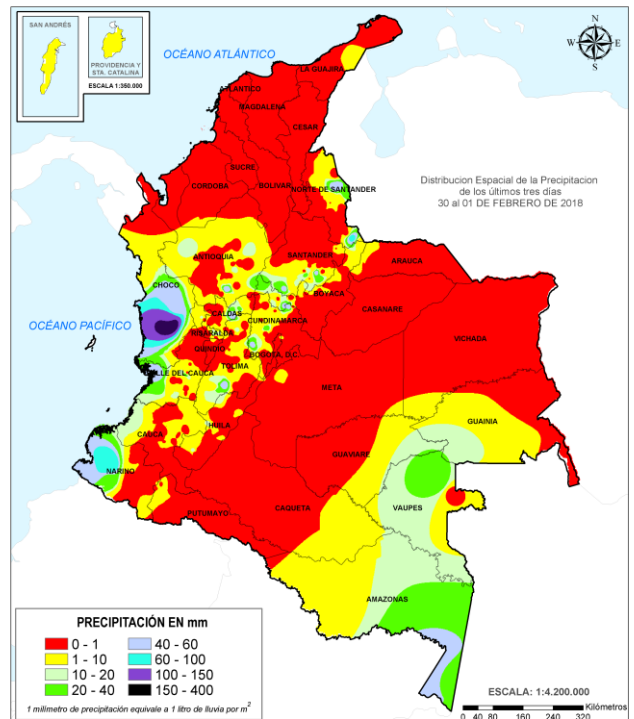 SAN ANDRÉS
PROVIDENCIA Y
STA. CATALINA
ESCALA 1:350.000
OCÉANO ATLÁNTICO
N
W E
S
LA GUAJIRA
ATLANTICO
MAGDALENA
CESAR
SUCRE
CORDOBA
BOLIVAR
NORTE DE SANTANDER
Distribucion Espacial de la Precipitacion
de los últimos tres días
30 al 01 DE FEBRERO DE 2018
ANTIOQUIA
SANTANDER
ARAUCA
CHOCO
BOYACA
CASANARE
OCÉANO PACÍFICO
CALDAS
CUNDINAMARCA
RISARALDA
VICHADA
QUINDIO
BOGOTA, D.C.
TOLIMA
VALLE DEL CAUCA
META
GUAINIA
HUILA
CAUCA
GUAVIARE
NARIÑO
VAUPES
PUTUMAYO
CAQUETA
AMAZONAS
PRECIPITACIÓN EN mm
0 - 1 40 - 60
1 - 10 60 - 100
10 - 20 100 - 150
20 - 40 150 - 400
1 milimetro de precipitación equivale a 1 litro de lluvia por m²
ESCALA: 1:4.200.000
Kilómetros
0 40 80 160 240 320